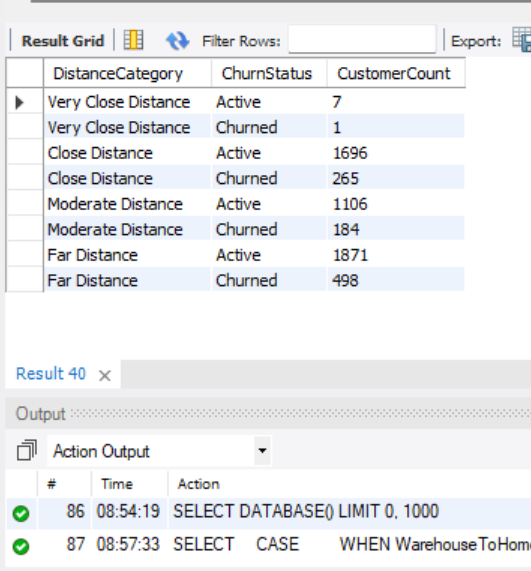 Result Grid Filter Rows: Export:
DistanceCategory ChurnStatus CustomerCount
Very Close Distance Active 7
Very Close Distance Churned 1
Close Distance Active 1696
Close Distance Churned 265
Moderate Distance Active 1106
Moderate Distance Churned 184
Far Distance Active 1871
Far Distance Churned 498
Result 40 ×
Output
Action Output
# Time Action
86 08:54:19 SELECT DATABASE() LIMIT 0, 1000
87 08:57:33 SELECT CASE WHEN WarehouseToHom